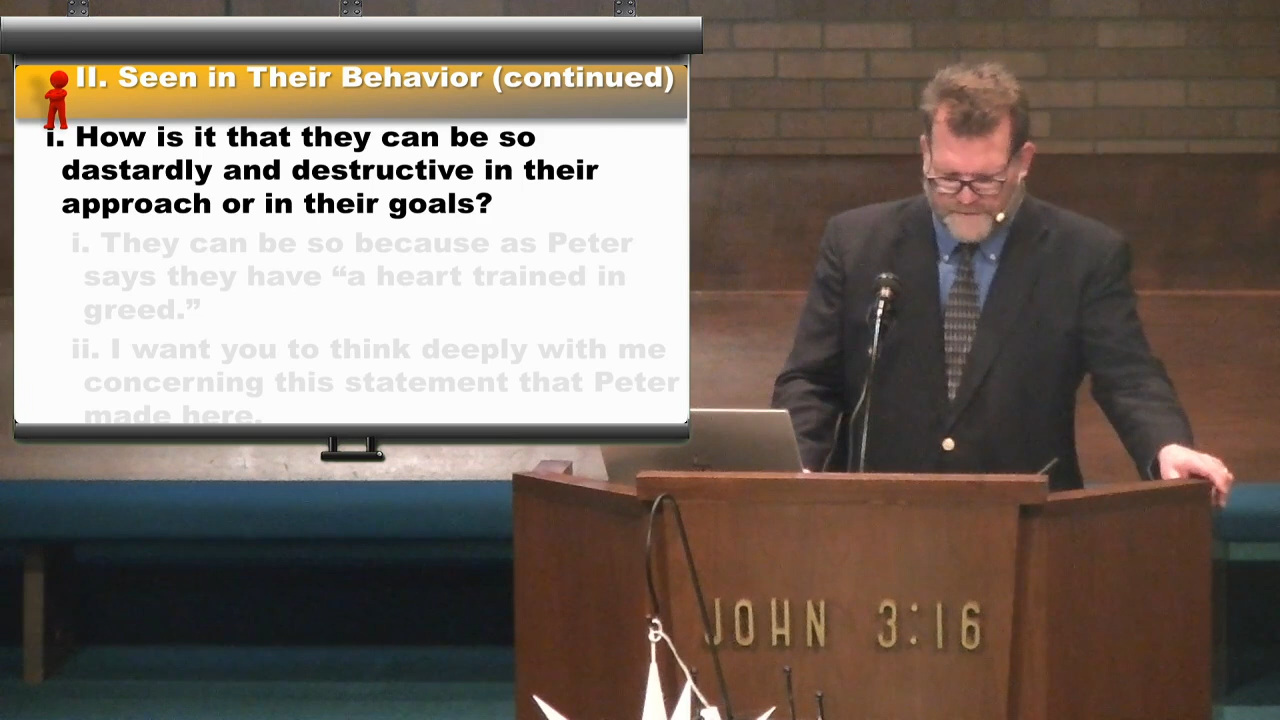 II. Seen in Their Behavior (continued)
i. How is it that they can be so
dastardly and destructive in their
approach or in their goals?
i. They can be so because as Peter
says they have “a heart trained in
greed.”
ii. I want you to think deeply with me
concerning this statement that Peter
made here.
JOHN 3:16